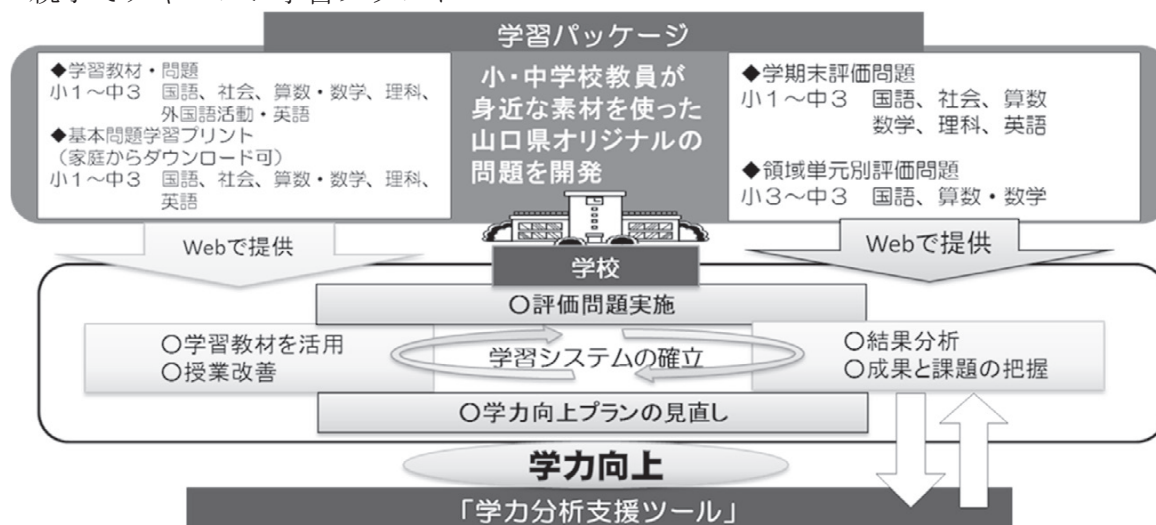 学習パッケージ
◆学習教材・問題
小1～中3 国語、社会、算数・数学、理科、
外国語活動・英語
◆基本問題学習プリント
（家庭からダウンロード可）
小1～中3 国語、社会、算数・数学、理科、
英語
小・中学校教員が
身近な素材を使った
山口県オリジナルの
問題を開発
◆学期末評価問題
小1～中3 国語、社会、算数
数学、理科、英語
◆領域単元別評価問題
小3～中3 国語、算数・数学
Webで提供
Webで提供
学校
〇評価問題実施
〇学習教材を活用
〇授業改善
学習システムの確立
〇結果分析
〇成果と課題の把握
〇学力向上プランの見直し
学力向上
「学力分析支援ツール」